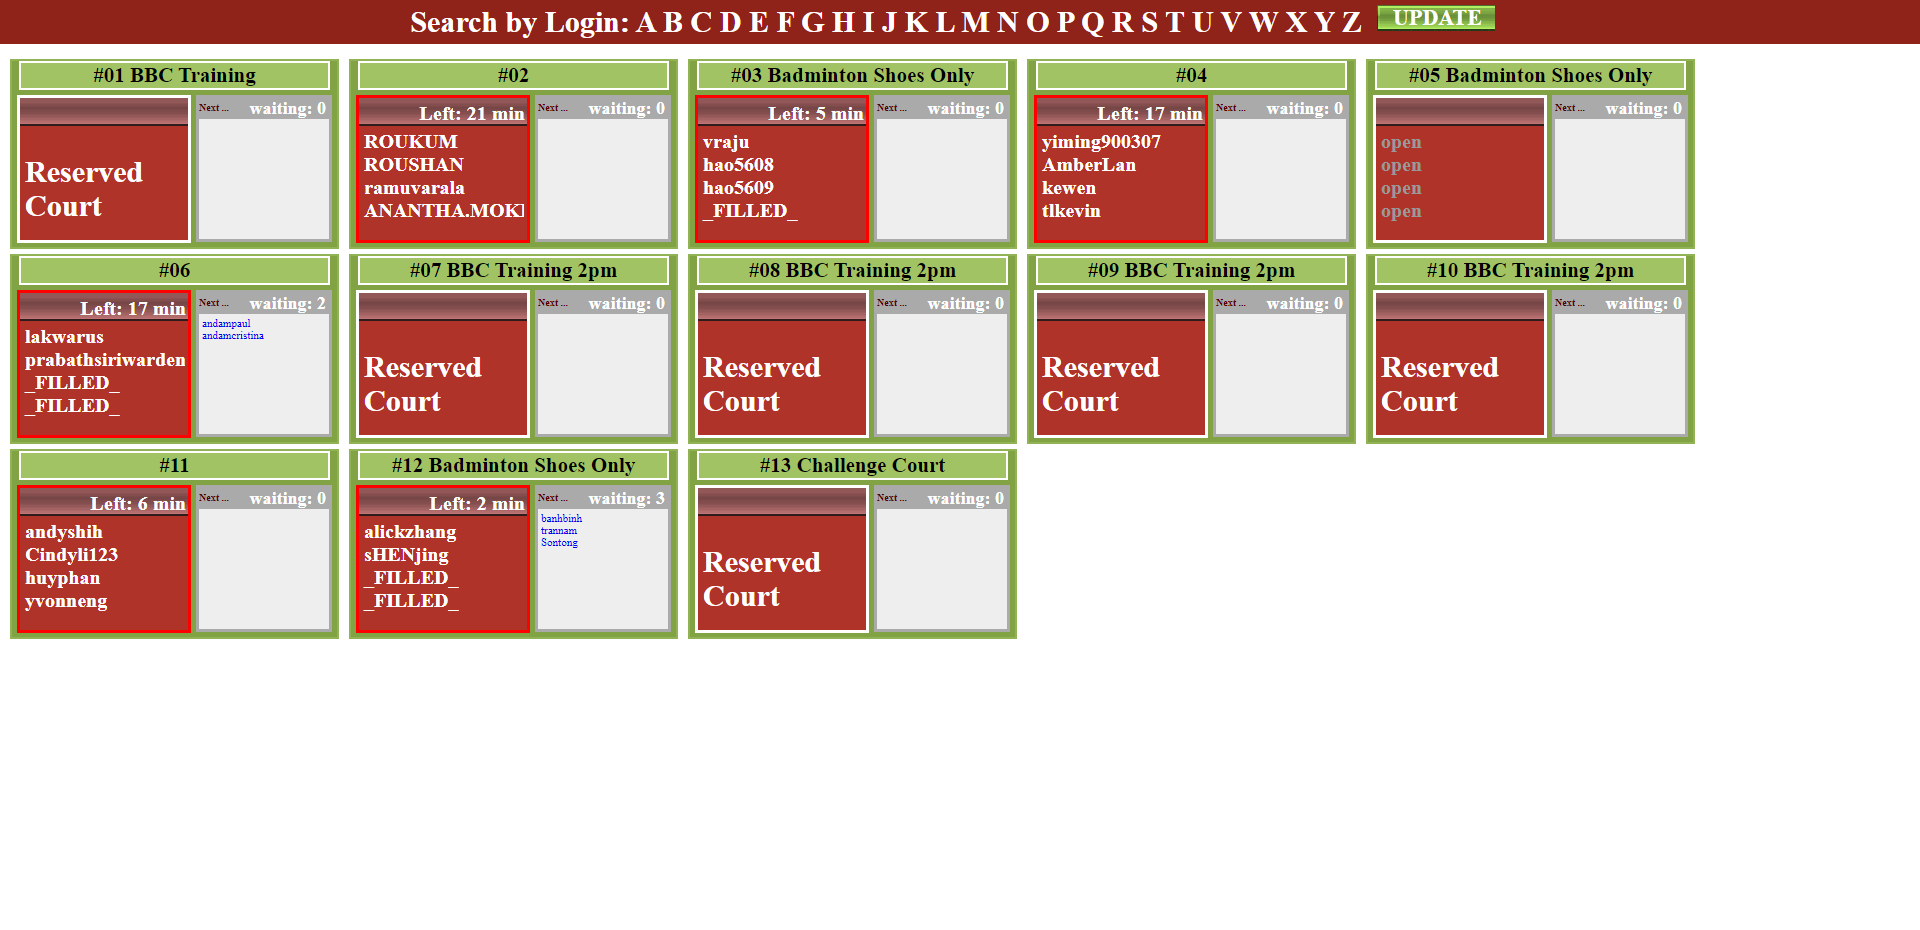 Search by Login: A B C D E F G H I J K L M N O P Q R S T U V W X Y Z UPDATE
#01 BBC Training
Next ... waiting: 0
Reserved
Court
#02
Left: 21 min
Next ... waiting: 0
ROUKUM
ROUSHAN
ramuvarala
ANANTHA.MOK
#03 Badminton Shoes Only
Left: 5 min
Next ... waiting: 0
vraju
hao5608
hao5609
_FILLED_
#04
Left: 17 min
Next ... waiting: 0
yiming900307
AmberLan
kewen
tlkevin
#05 Badminton Shoes Only
Next ... waiting: 0
open
open
open
open
#06
Left: 17 min
Next ... waiting: 2
lakwarus
prabathsiriwarden
_FILLED_
_FILLED_
andampaul
andamcristina
#07 BBC Training 2pm
Next ... waiting: 0
Reserved
Court
#08 BBC Training 2pm
Next ... waiting: 0
Reserved
Court
#09 BBC Training 2pm
Next ... waiting: 0
Reserved
Court
#10 BBC Training 2pm
Next ... waiting: 0
Reserved
Court
#11
Left: 6 min
Next ... waiting: 0
andyshih
Cindyli123
huyphan
yvonneng
#12 Badminton Shoes Only
Left: 2 min
Next ... waiting: 3
alickzhang
sHENjing
_FILLED_
_FILLED_
banhbinh
trannam
Sontong
#13 Challenge Court
Next ... waiting: 0
Reserved
Court